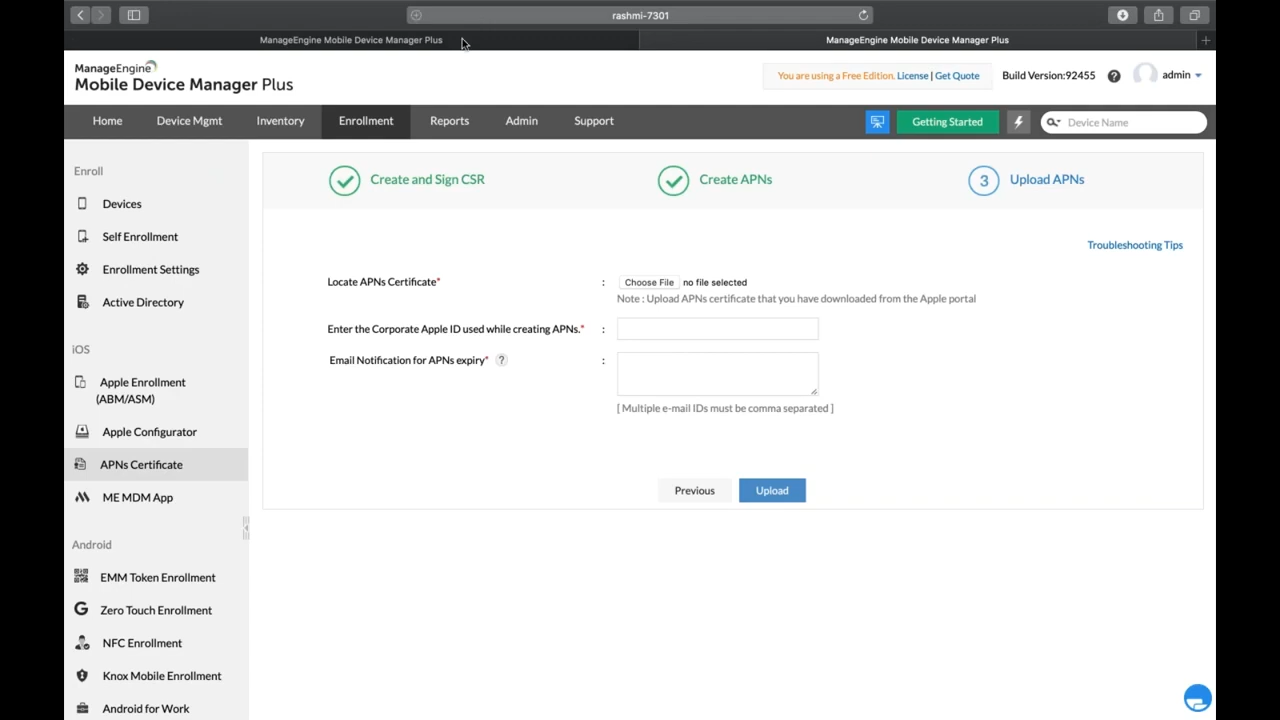 rashmi-7301
ManageEngine Mobile Device Manager Plus
ManageEngine Mobile Device Manager Plus
ManageEngine
Mobile Device Manager Plus
You are using a Free Edition. License | Get Quote
Build Version:92455
?
admin
Home
Device Mgmt
Inventory
Enrollment
Reports
Admin
Support
Getting Started
Device Name
Enroll
Devices
Self Enrollment
Enrollment Settings
Active Directory
iOS
Apple Enrollment
(ABM/ASM)
Apple Configurator
APNs Certificate
ME MDM App
Android
EMM Token Enrollment
G Zero Touch Enrollment
NFC Enrollment
Knox Mobile Enrollment
Android for Work
Create and Sign CSR
Create APNs
3 Upload APNs
Troubleshooting Tips
Locate APNs Certificate* : Choose File no file selected
Note : Upload APNs certificate that you have downloaded from the Apple portal
Enter the Corporate Apple ID used while creating APNs.* :
Email Notification for APNs expiry* ? :
[ Multiple e-mail IDs must be comma separated ]
Previous
Upload